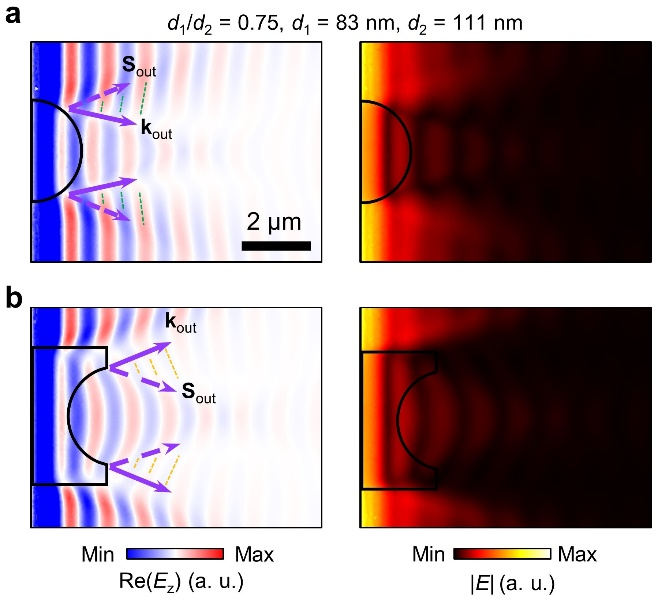 a
d1/d2 = 0.75, d1 = 83 nm, d2 = 111 nm
Sout
kout
2 μm
b
kout
Sout
Min Max
Re(Ez) (a. u.)
Min Max
|E| (a. u.)